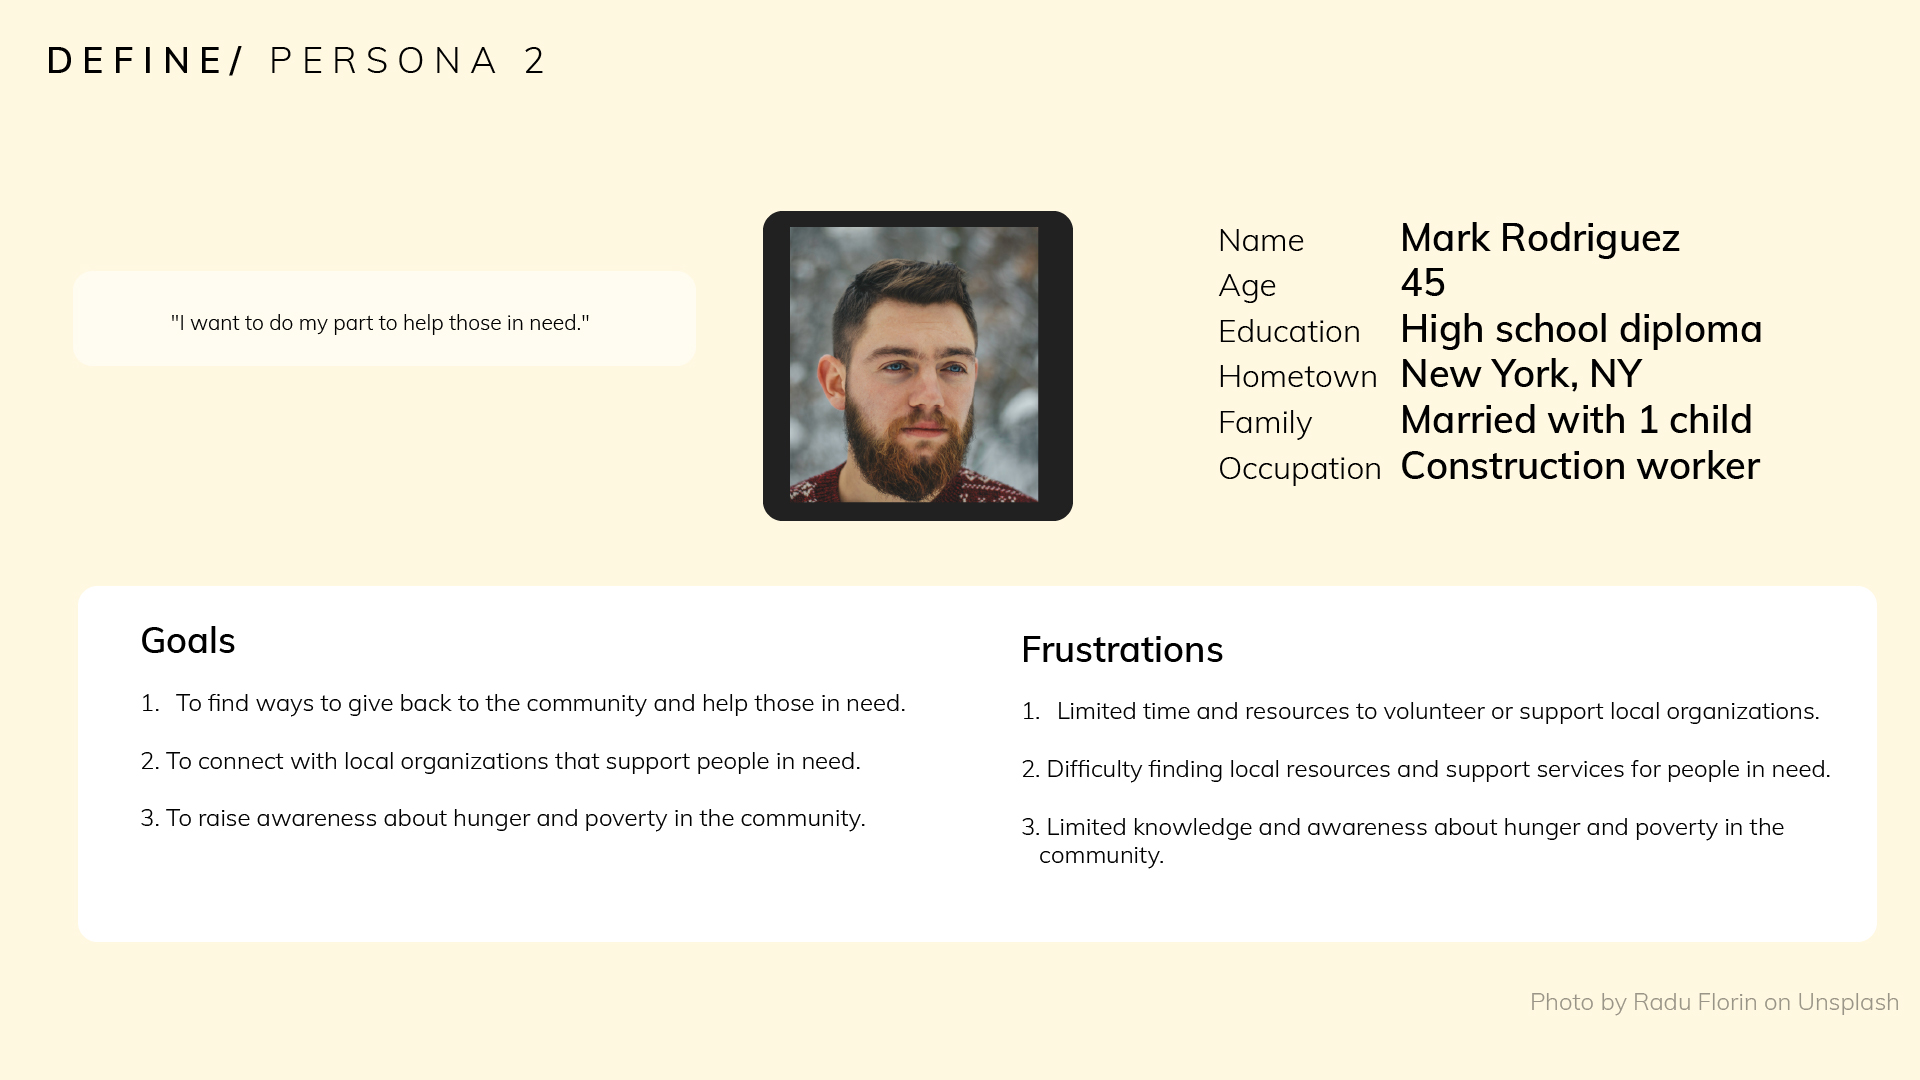 DEFINE/ PERSONA 2
"I want to do my part to help those in need."
Name Mark Rodriguez
Age 45
Education High school diploma
Hometown New York, NY
Family Married with 1 child
Occupation Construction worker
Goals
1. To find ways to give back to the community and help those in need.
2. To connect with local organizations that support people in need.
3. To raise awareness about hunger and poverty in the community.
Frustrations
1. Limited time and resources to volunteer or support local organizations.
2. Difficulty finding local resources and support services for people in need.
3. Limited knowledge and awareness about hunger and poverty in the
community.
Photo by Radu Florin on Unsplash